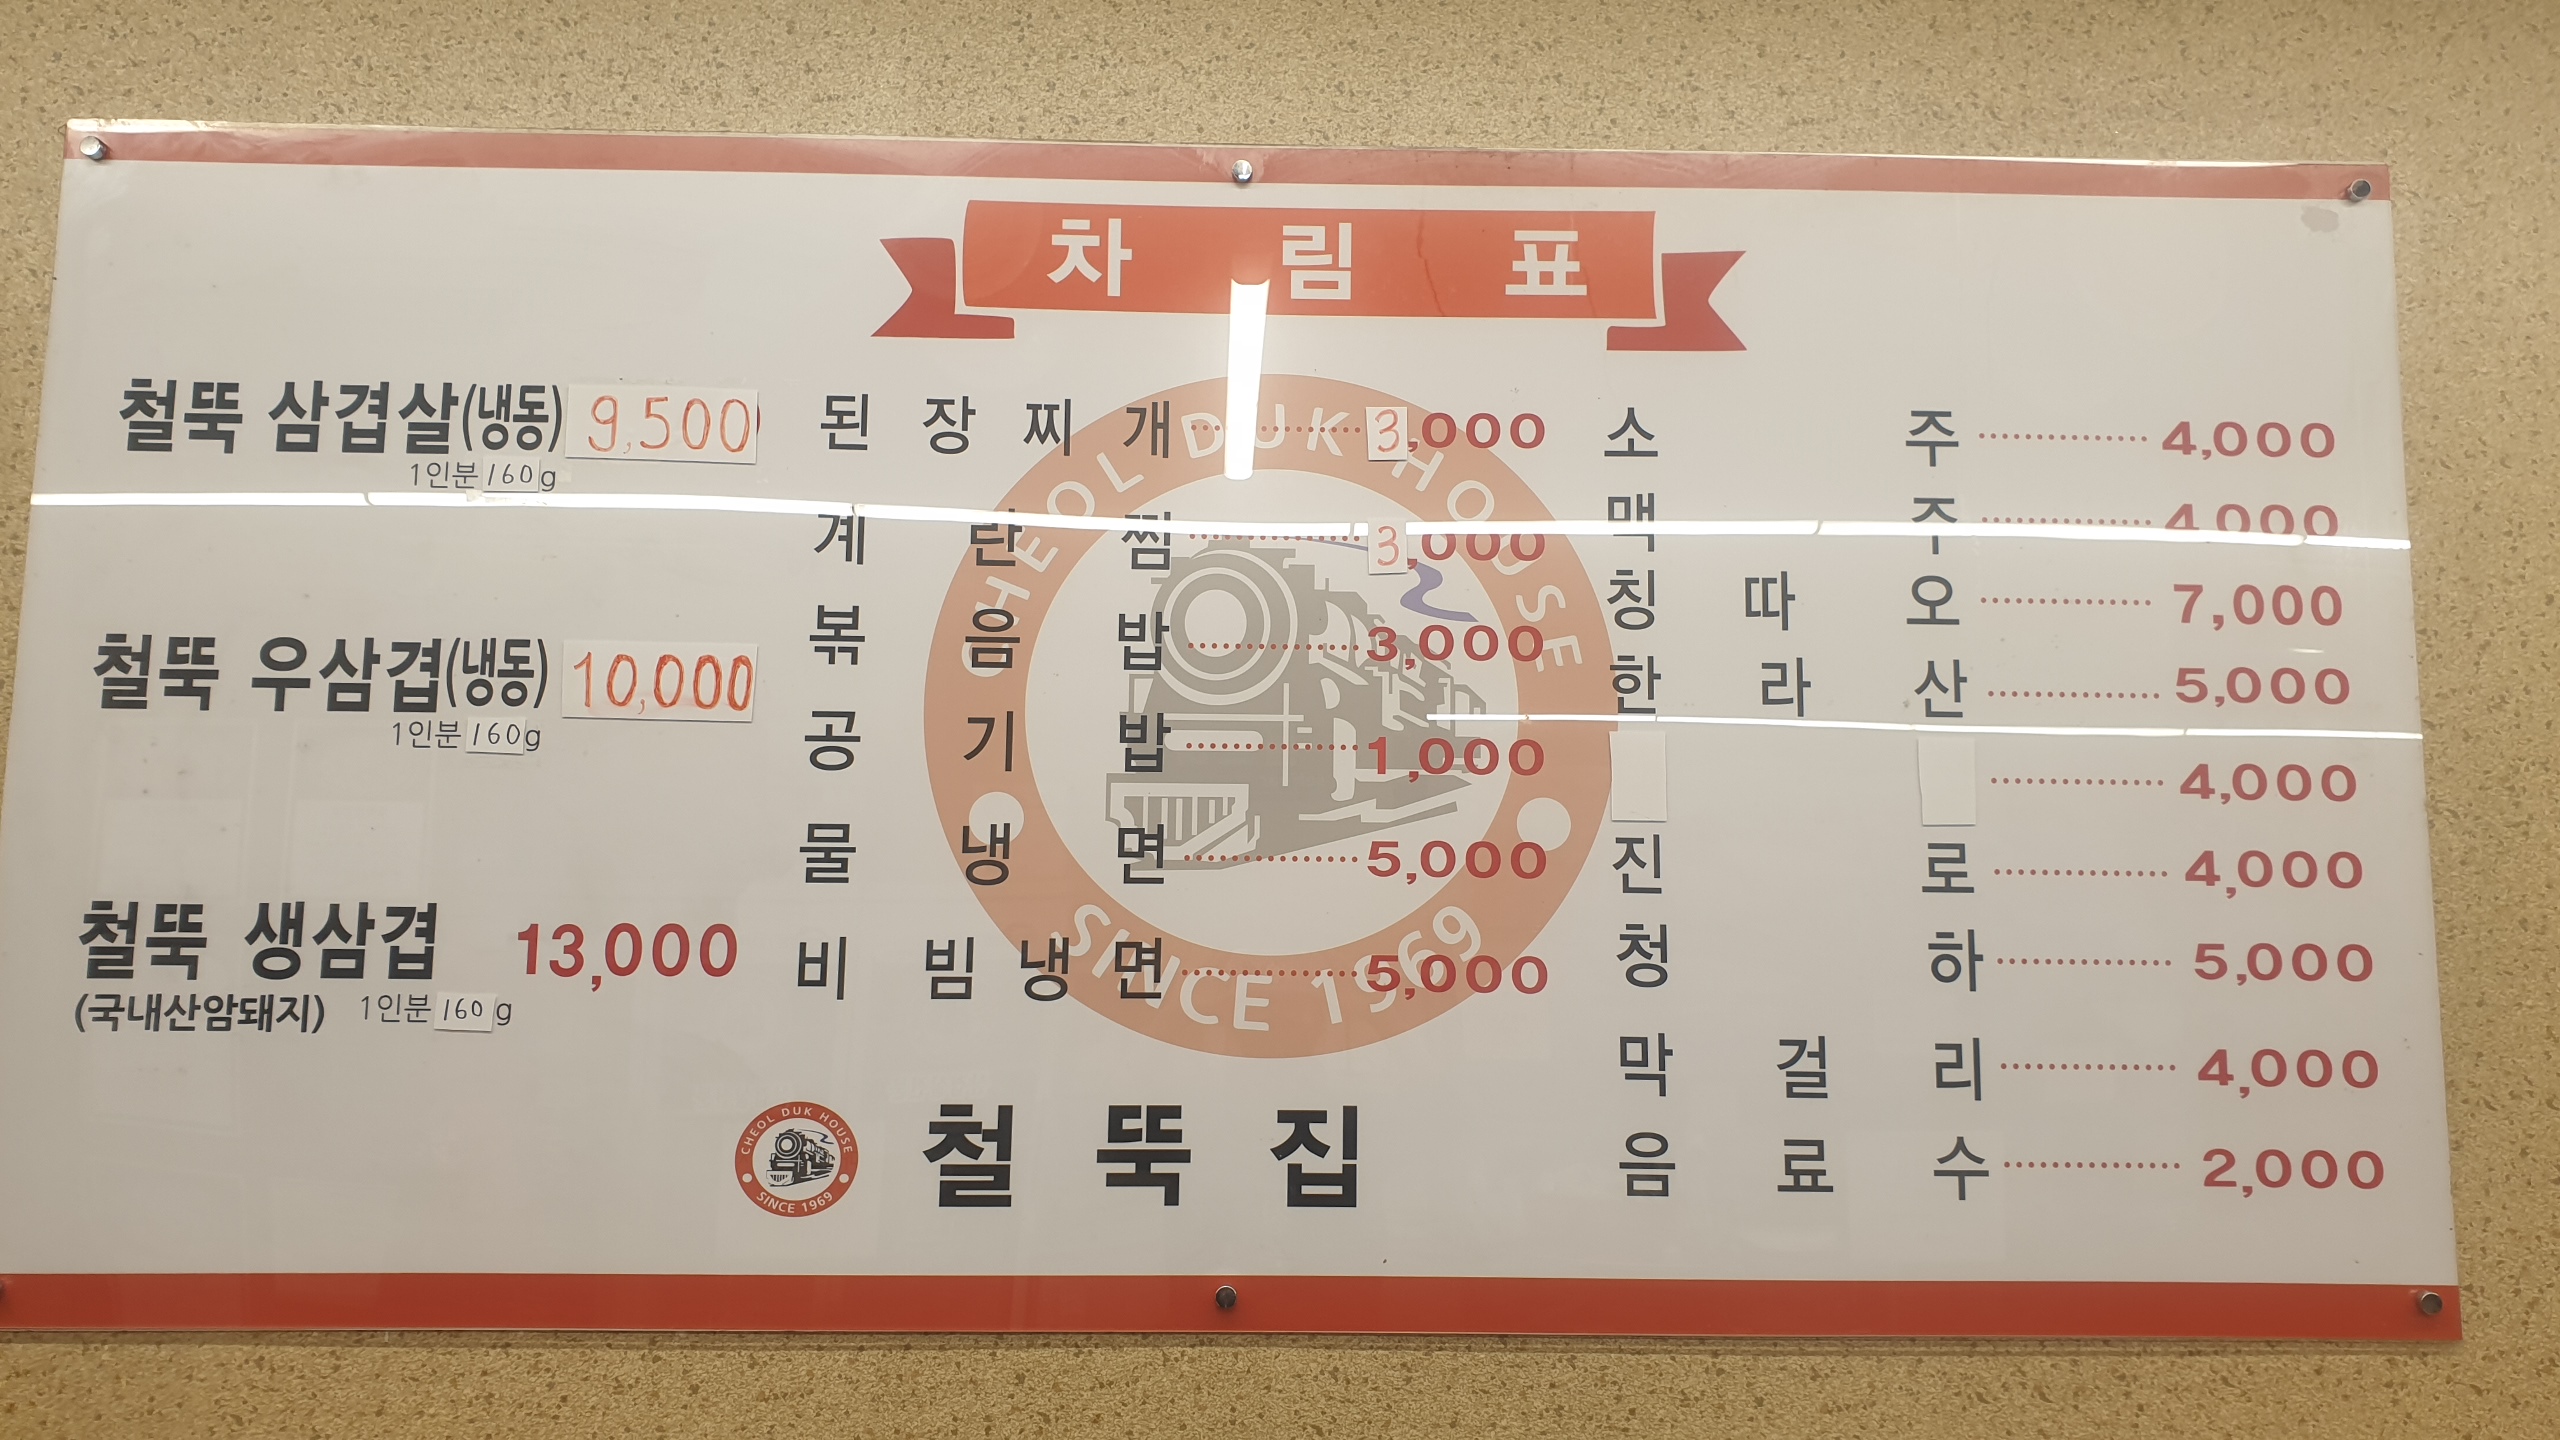 차 림 표
철뚝 삼겹살(냉동) 9,500
1인분 160g
철뚝 우삼겹(냉동) 10,000
1인분 160g
철뚝 생삼겹 13,000
(국내산암돼지) 1인분 160g
된 장 찌 개 3,000
계 란 찜 3,000
볶 음 밥 3,000
공 기 밥 1,000
물 냉 면 5,000
비 빔 냉 면 5,000
소 주 4,000
맥 주 4,000
칭 따 오 7,000
한 라 산 5,000
4,000
진 로 4,000
청 하 5,000
막 걸 리 4,000
음 료 수 2,000
CHEOL DUK HOUSE
SINCE 1969
CHEOL DUK HOUSE
SINCE 1969
철 뚝 집